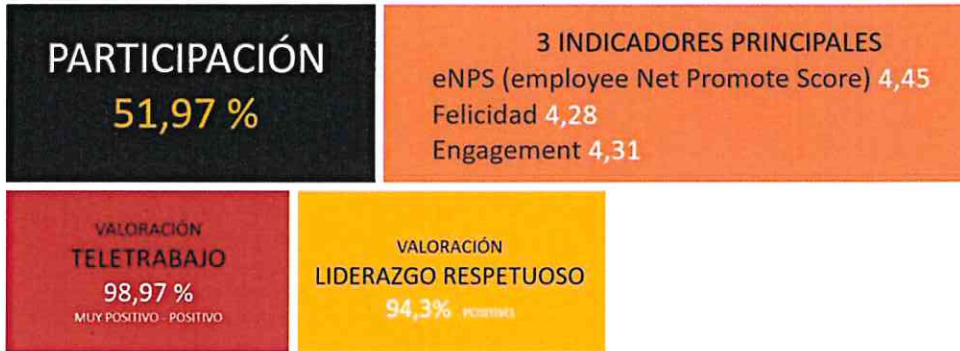 PARTICIPACIÓN
51,97 %
3 INDICADORES PRINCIPALES
eNPS (employee Net Promote Score) 4,45
Felicidad 4,28
Engagement 4,31
VALORACIÓN
TELETRABAJO
98,97 %
MUY POSITIVO - POSITIVO
VALORACIÓN
LIDERAZGO RESPETUOSO
94,3% POSITIVO